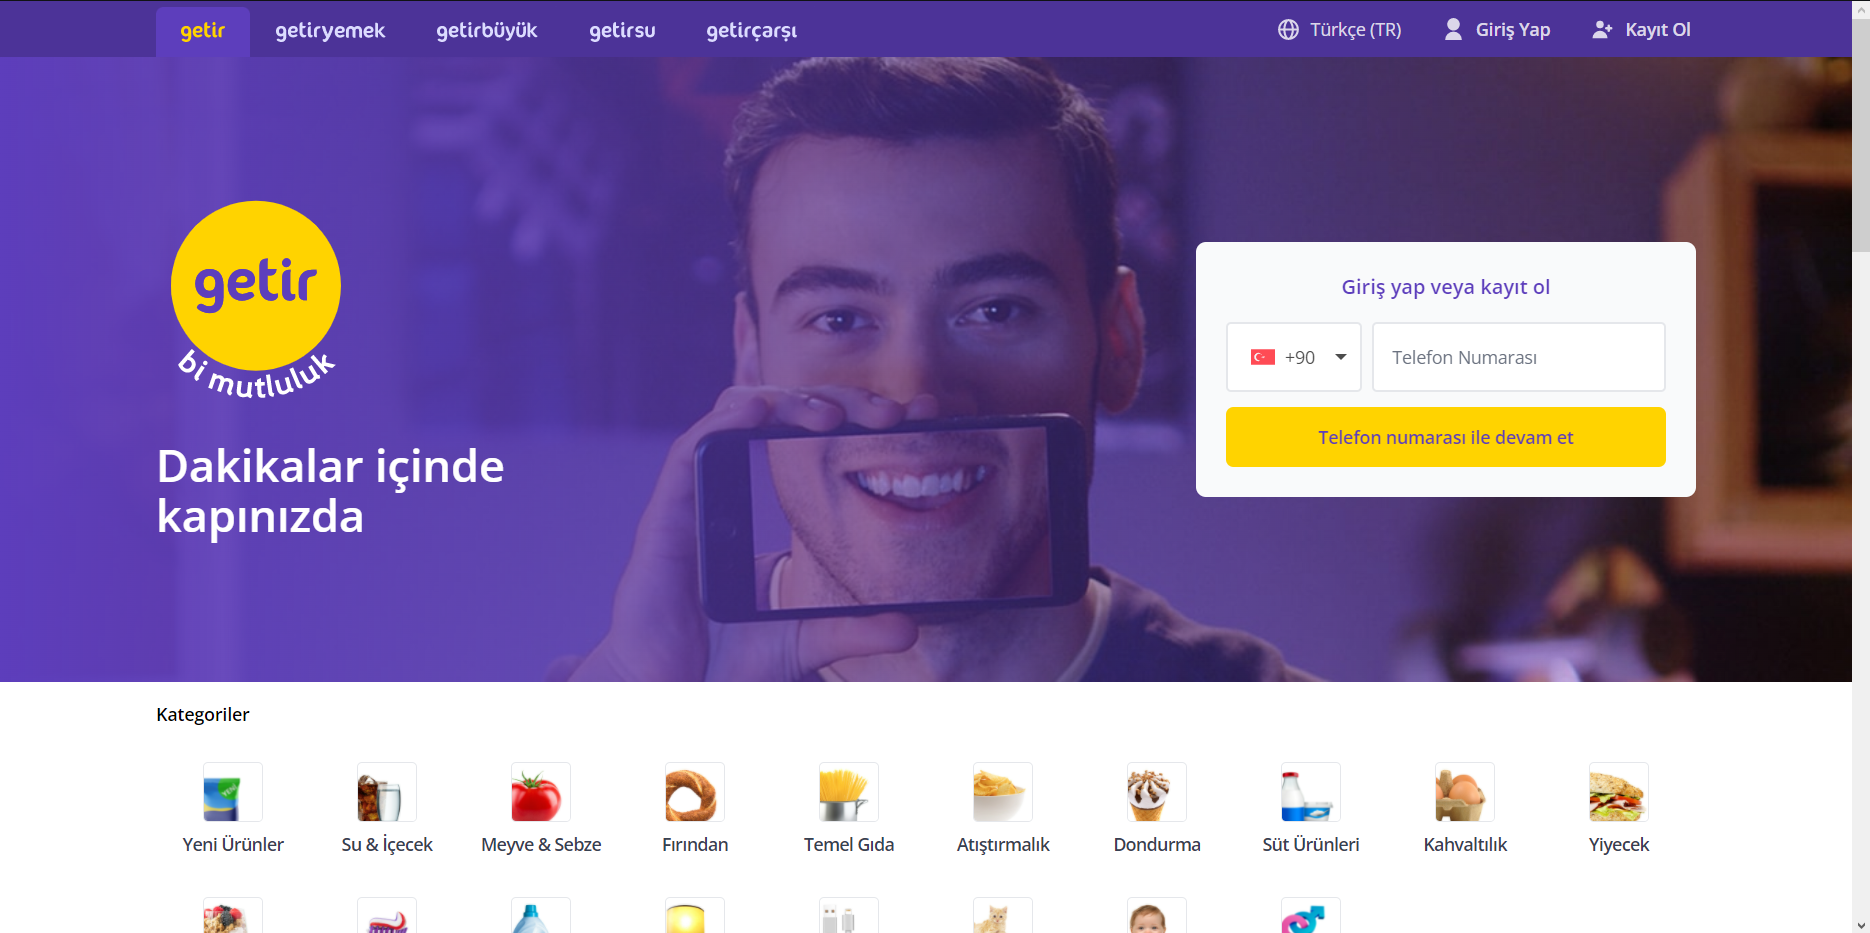 getir
getiryemek
getirbüyük
getirsu
getirçarşı
Türkçe (TR)
Giriş Yap
Kayıt Ol
getir
bi mutluluk
Dakikalar içinde
kapınızda
Giriş yap veya kayıt ol
+90
Telefon Numarası
Telefon numarası ile devam et
Kategoriler
YENİ
Yeni Ürünler
Su & İçecek
Meyve & Sebze
Fırından
Temel Gıda
Atıştırmalık
Dondurma
Süt Ürünleri
Kahvaltılık
Yiyecek